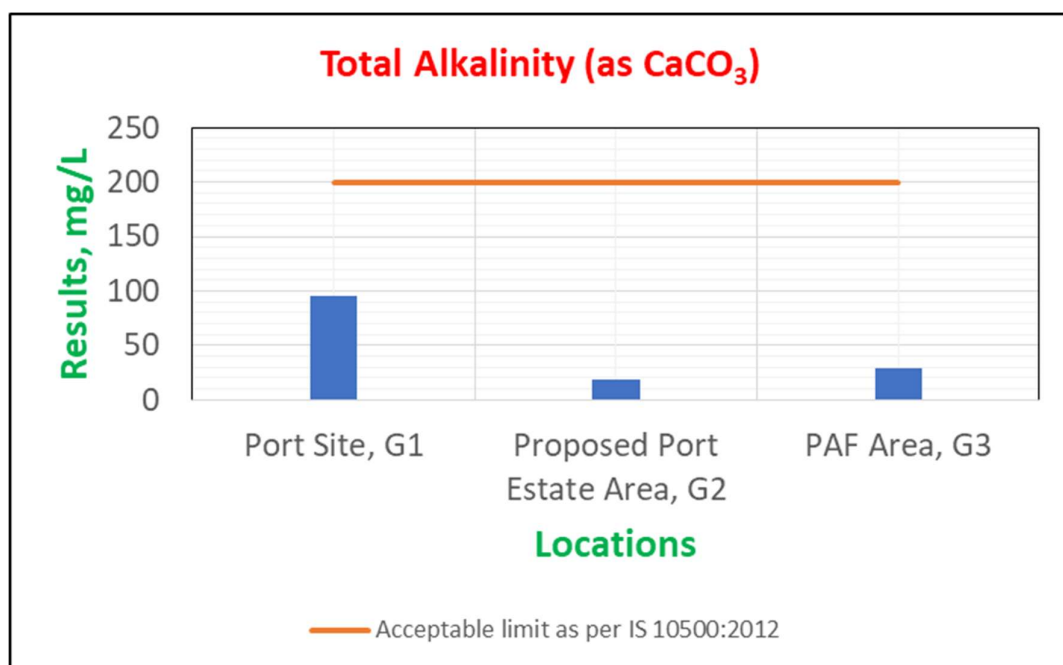 Total Alkalinity (as CaCO₃)
Results, mg/L
250
200
150
100
50
0
Port Site, G1
Proposed Port
Estate Area, G2
PAF Area, G3
Locations
Acceptable limit as per IS 10500:2012